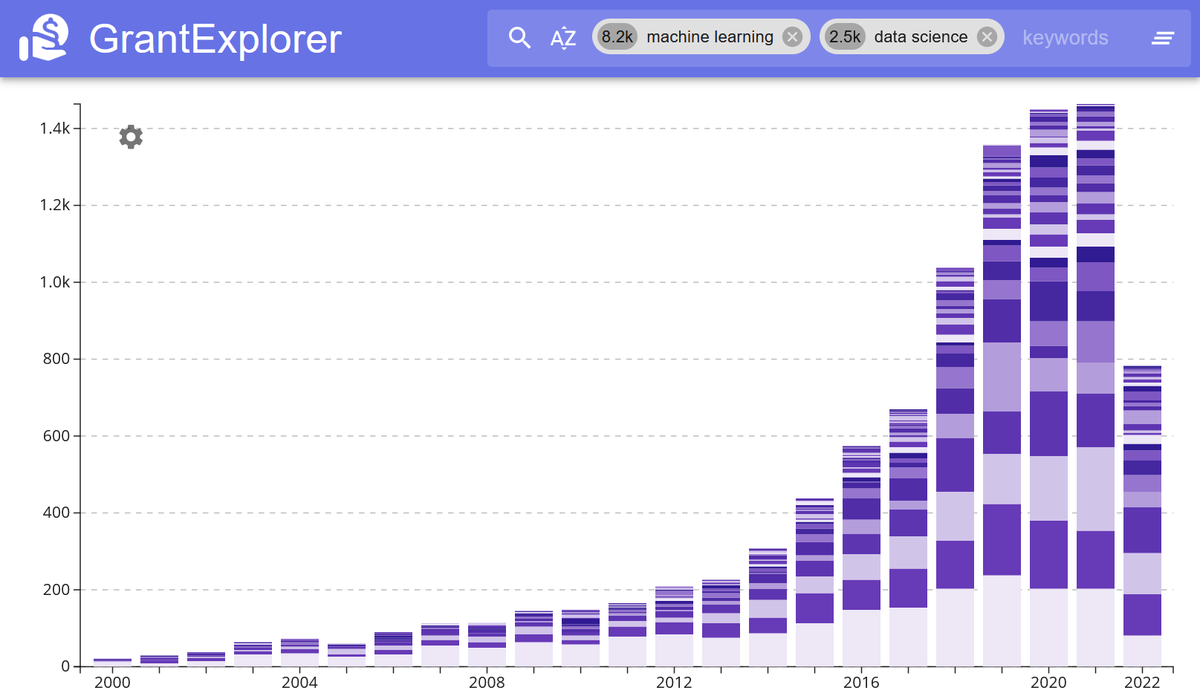 GrantExplorer
AZ 8.2k machine learning 2.5k data science keywords
1.4k
1.2k
1.0k
800
600
400
200
0
2000 2004 2008 2012 2016 2020 2022